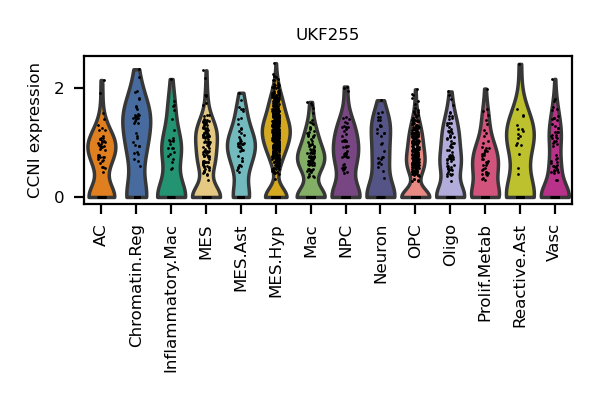 UKF255
CCNI expression
2
0
AC
Chromatin.Reg
Inflammatory.Mac
MES
MES.Ast
MES.Hyp
Mac
NPC
Neuron
OPC
Oligo
Prolif.Metab
Reactive.Ast
Vasc